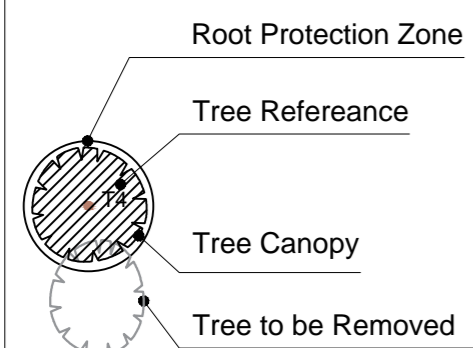 Root Protection Zone
Tree Refereance
T4
Tree Canopy
Tree to be Removed